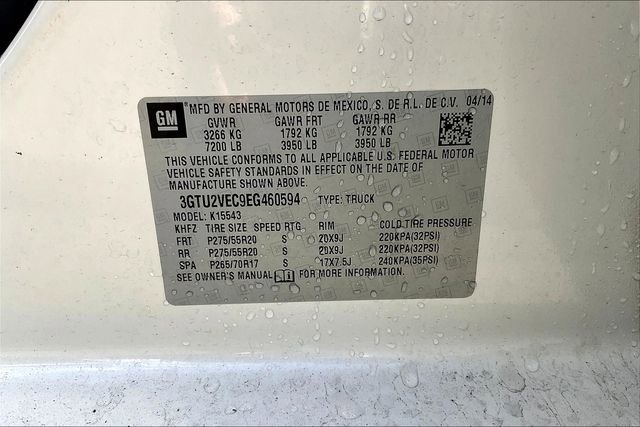 GM ®MFD BY GENERAL MOTORS DE MEXICO, S. DE R.L. DE C.V. 04/14
GVWR GAWR FRT GAWR RR
3266 KG 1792 KG 1792 KG
7200 LB 3950 LB 3950 LB
THIS VEHICLE CONFORMS TO ALL APPLICABLE U.S. FEDERAL MOTOR
VEHICLE SAFETY STANDARDS IN EFFECT ON THE DATE OF
MANUFACTURE SHOWN ABOVE.
3GTU2VEC9EG460594 TYPE: TRUCK
MODEL: K15543
KHFZ TIRE SIZE SPEED RTG RIM COLD TIRE PRESSURE
FRT P275/55R20 S 20X9J 220KPA(32PSI)
RR P275/55R20 S 20X9J 220KPA(32PSI)
SPA P265/70R17 S 17X7.5J 240KPA(35PSI)
SEE OWNER'S MANUAL FOR MORE INFORMATION.